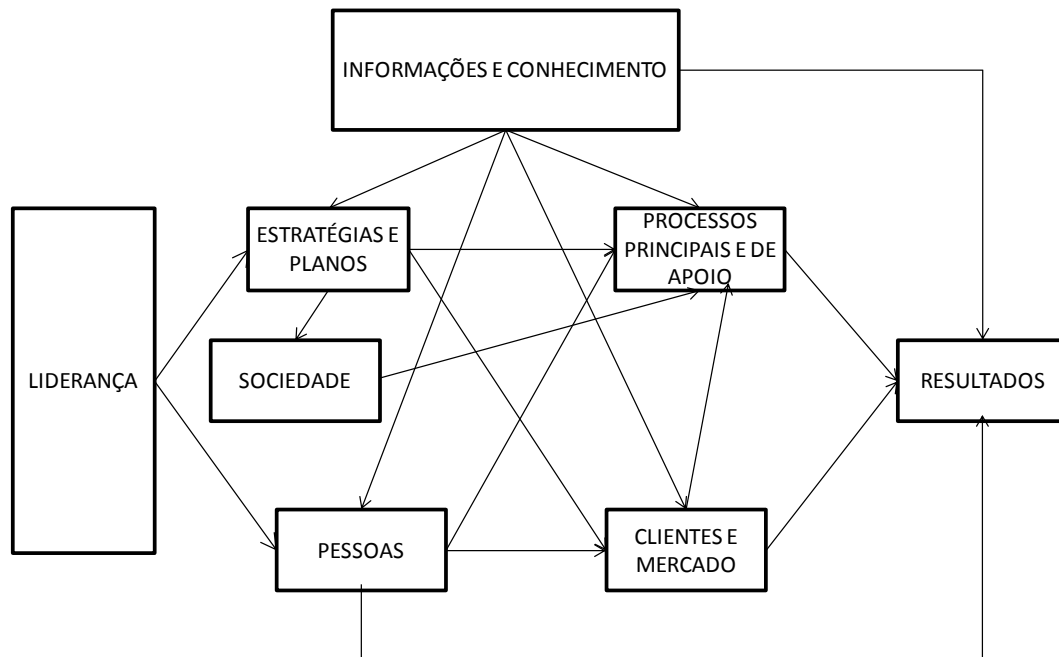 INFORMAÇÕES E CONHECIMENTO
ESTRATÉGIAS E
PLANOS
PROCESSOS
PRINCIPAIS E DE
APOIO
LIDERANÇA
SOCIEDADE
RESULTADOS
PESSOAS
CLIENTES E
MERCADO